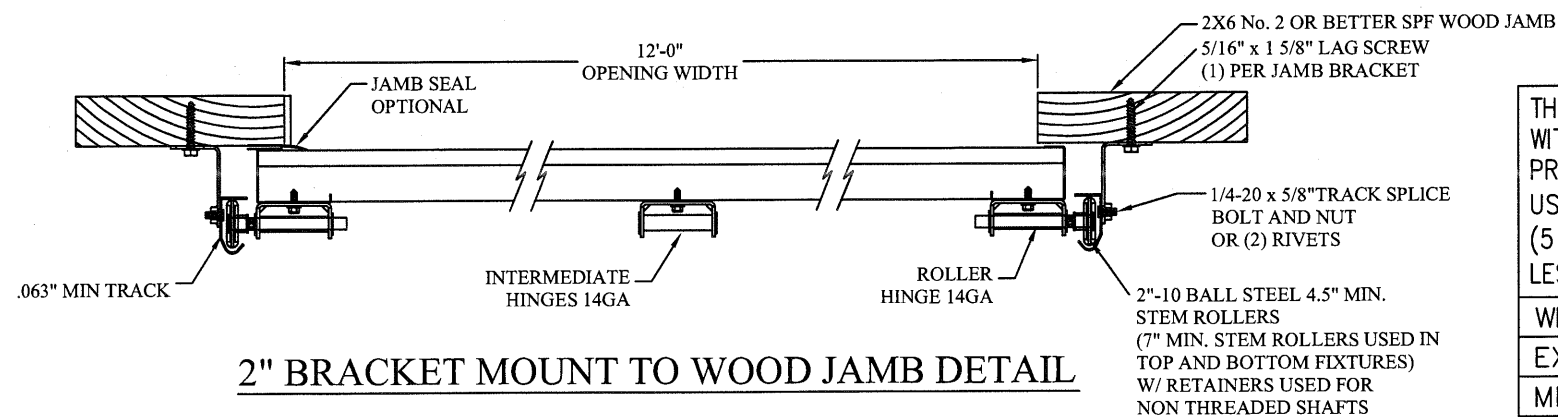 2X6 No. 2 OR BETTER SPF WOOD JAMB
5/16" x 1 5/8" LAG SCREW
(1) PER JAMB BRACKET
12'-0"
OPENING WIDTH
JAMB SEAL
OPTIONAL
1/4-20 x 5/8"TRACK SPLICE
BOLT AND NUT
OR (2) RIVETS
.063" MIN TRACK
INTERMEDIATE
HINGES 14GA
ROLLER
HINGE 14GA
2"-10 BALL STEEL 4.5" MIN.
STEM ROLLERS
(7" MIN. STEM ROLLERS USED IN
TOP AND BOTTOM FIXTURES)
W/ RETAINERS USED FOR
NON THREADED SHAFTS
2" BRACKET MOUNT TO WOOD JAMB DETAIL
TH
WIT
PR
US
(5
LES
WI
EX
MI